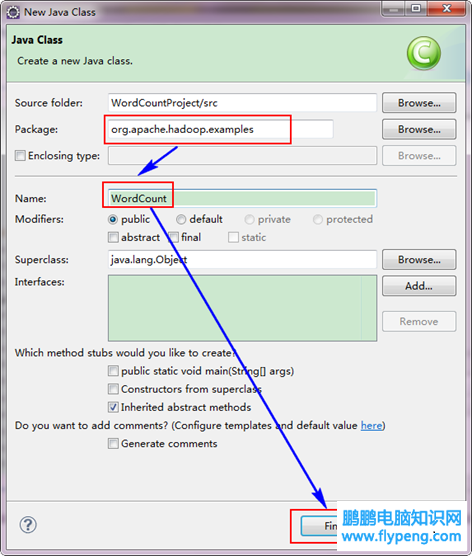 New Java Class
Java Class
Create a new Java class.
Source folder: WordCountProject/src Browse...
Package: org.apache.hadoop.examples Browse...
Enclosing type: Browse...
Name: WordCount
Modifiers: public default private protected
abstract final static
Superclass: java.lang.Object Browse...
Interfaces: Add...
Remove
Which method stubs would you like to create?
public static void main(String[] args)
Constructors from superclass
Inherited abstract methods
Do you want to add comments? (Configure templates and default value here)
Generate comments
Fin
鹏鹏电脑知识网
www.flypeng.com